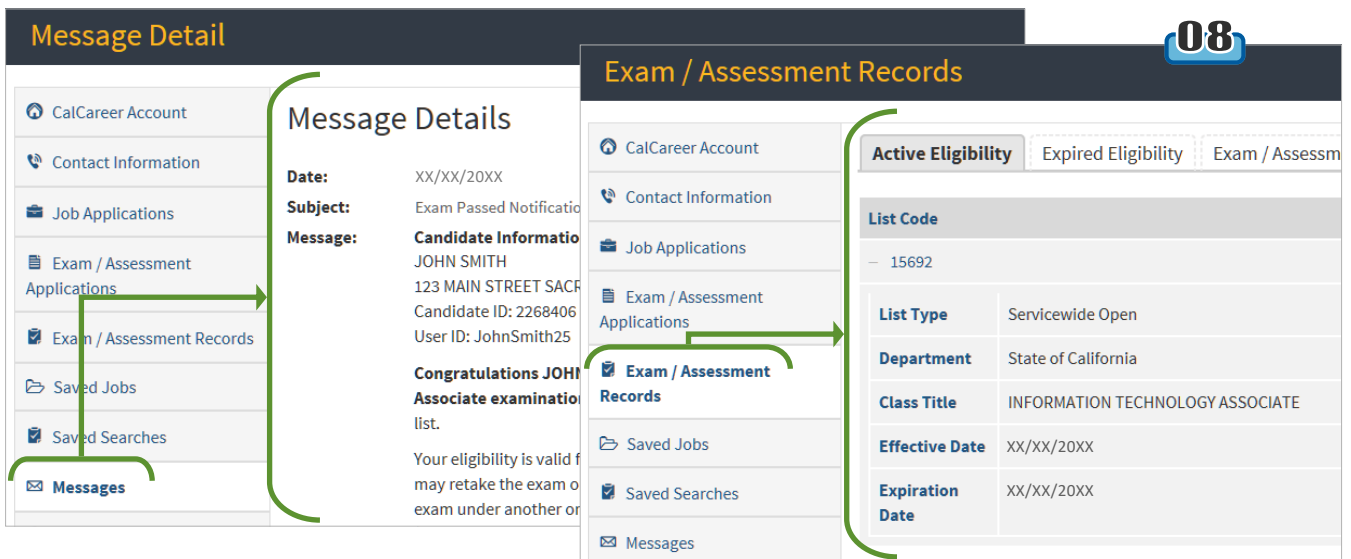 Message Detail
CalCareer Account
Contact Information
Job Applications
Exam / Assessment
Applications
Exam / Assessment Records
Saved Jobs
Saved Searches
Messages
Message Details
Date: XX/XX/20XX
Subject: Exam Passed Notificatio
Message: Candidate Informatio
JOHN SMITH
123 MAIN STREET SACR
Candidate ID: 2268406
User ID: JohnSmith25
Congratulations JOHN
Associate examination
list.
Your eligibility is valid f
may retake the exam o
exam under another or
08
Exam / Assessment Records
CalCareer Account
Contact Information
Job Applications
Exam / Assessment
Applications
Exam / Assessment
Records
Saved Jobs
Saved Searches
Messages
Active Eligibility Expired Eligibility Exam / Assessm
List Code
– 15692
List Type Servicewide Open
Department State of California
Class Title INFORMATION TECHNOLOGY ASSOCIATE
Effective Date XX/XX/20XX
Expiration XX/XX/20XX
Date